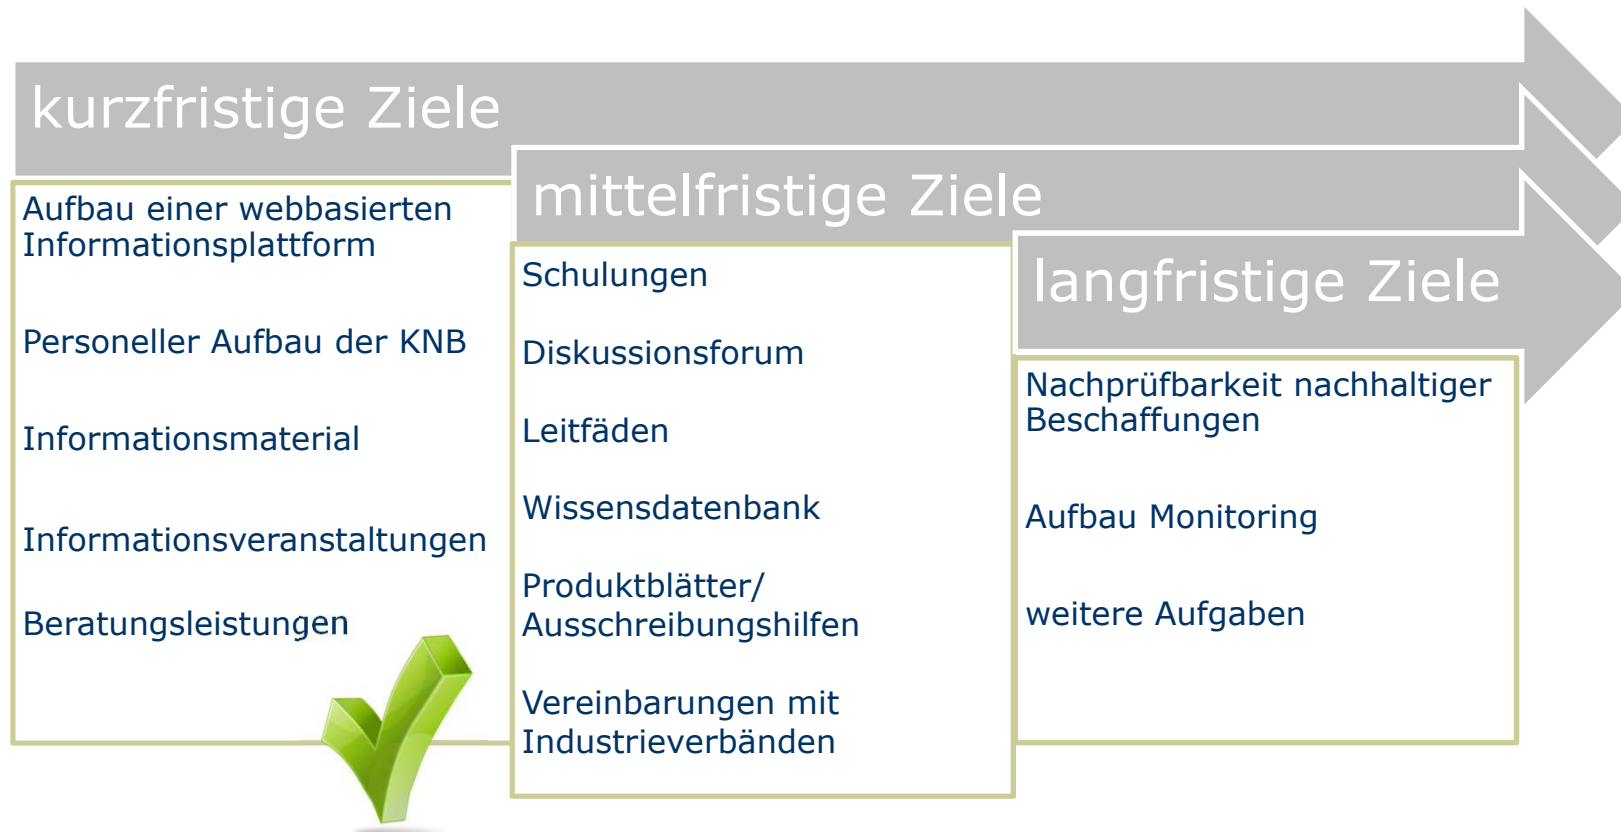 kurzfristige Ziele
Aufbau einer webbasierten
Informationsplattform
Personeller Aufbau der KNB
Informationsmaterial
Informationsveranstaltungen
Beratungsleistungen
mittelfristige Ziele
Schulungen
Diskussionsforum
Leitfäden
Wissensdatenbank
Produktblätter/
Ausschreibungshilfen
Vereinbarungen mit
Industrieverbänden
langfristige Ziele
Nachprüfbarkeit nachhaltiger
Beschaffungen
Aufbau Monitoring
weitere Aufgaben